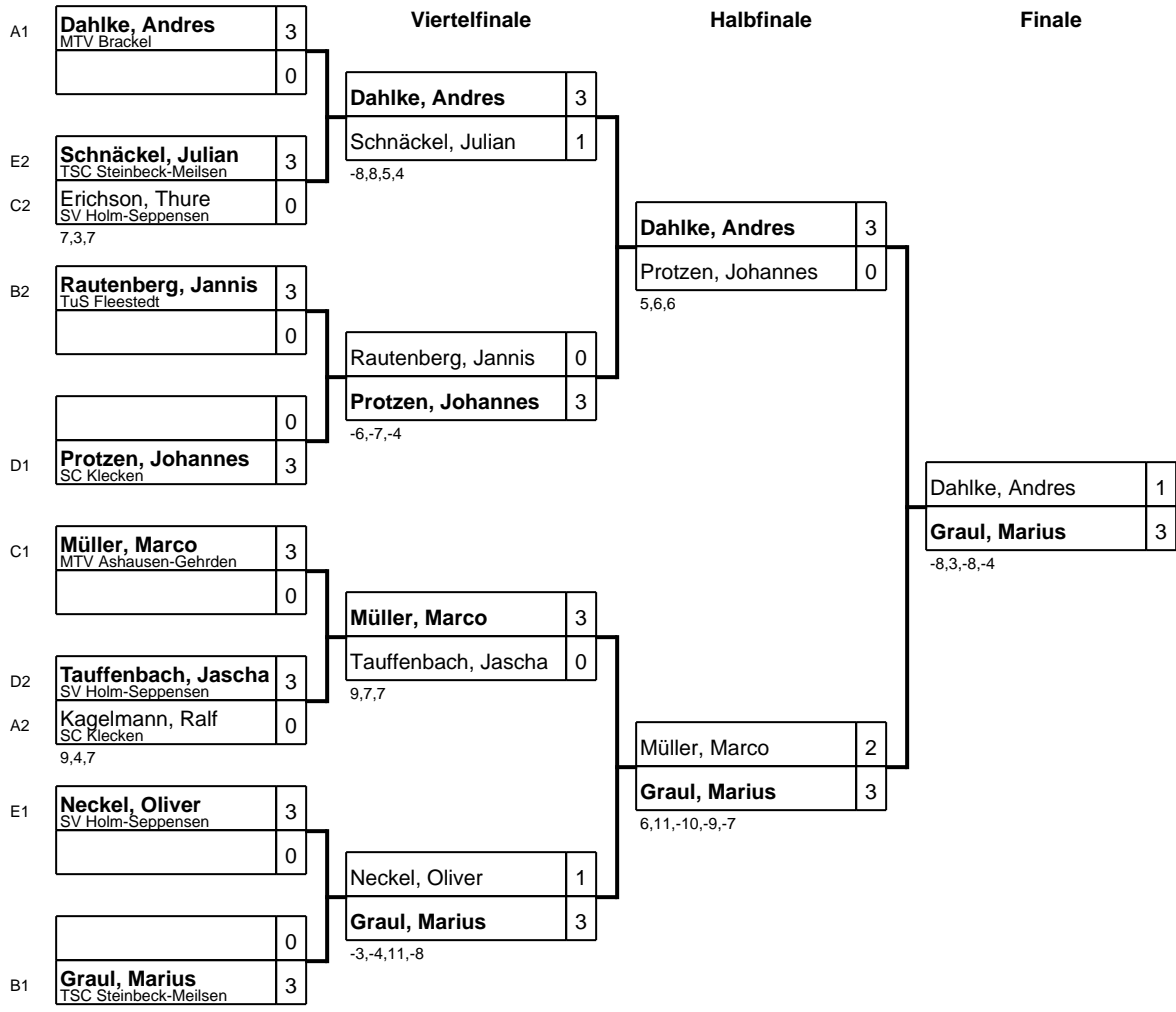 Viertelfinale
Halbfinale
Finale
A1 Dahlke, Andres 3
MTV Brackel
0
E2 Schnäckel, Julian 3
TSC Steinbeck-Meilsen
C2 Erichson, Thure 0
SV Holm-Seppensen
7,3,7
B2 Rautenberg, Jannis 3
TuS Fleestedt
0
0
D1 Protzen, Johannes 3
SC Klecken
C1 Müller, Marco 3
MTV Ashausen-Gehrden
0
D2 Tauffenbach, Jascha 3
SV Holm-Seppensen
A2 Kagelmann, Ralf 0
SC Klecken
9,4,7
E1 Neckel, Oliver 3
SV Holm-Seppensen
0
0
B1 Graul, Marius 3
TSC Steinbeck-Meilsen
Dahlke, Andres 3
Schnäckel, Julian 1
-8,8,5,4
Rautenberg, Jannis 0
Protzen, Johannes 3
-6,-7,-4
Müller, Marco 3
Tauffenbach, Jascha 0
9,7,7
Neckel, Oliver 1
Graul, Marius 3
-3,-4,11,-8
Dahlke, Andres 3
Protzen, Johannes 0
5,6,6
Müller, Marco 2
Graul, Marius 3
6,11,-10,-9,-7
Dahlke, Andres 1
Graul, Marius 3
-8,3,-8,-4